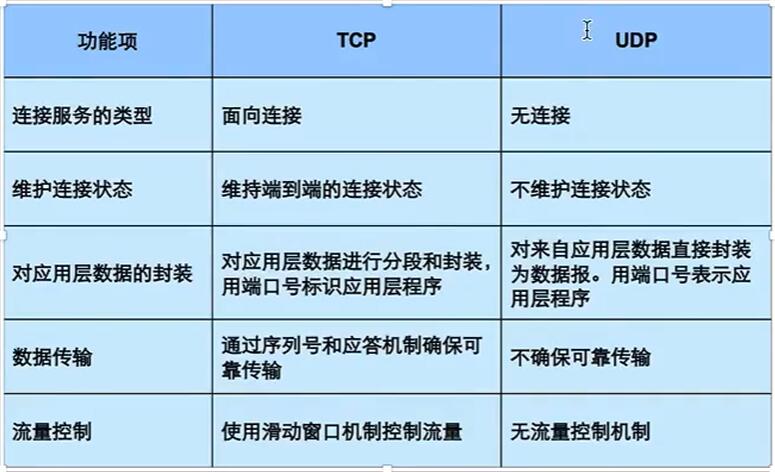 功能项 TCP UDP
连接服务的类型 面向连接 无连接
维护连接状态 维持端到端的连接状态 不维护连接状态
对应用层数据的封装 对应用层数据进行分段和封装，
用端口号标识应用层程序 对来自应用层数据直接封装
为数据报。用端口号表示应
用层程序
数据传输 通过序列号和应答机制确保可
靠传输 不确保可靠传输
流量控制 使用滑动窗口机制控制流量 无流量控制机制